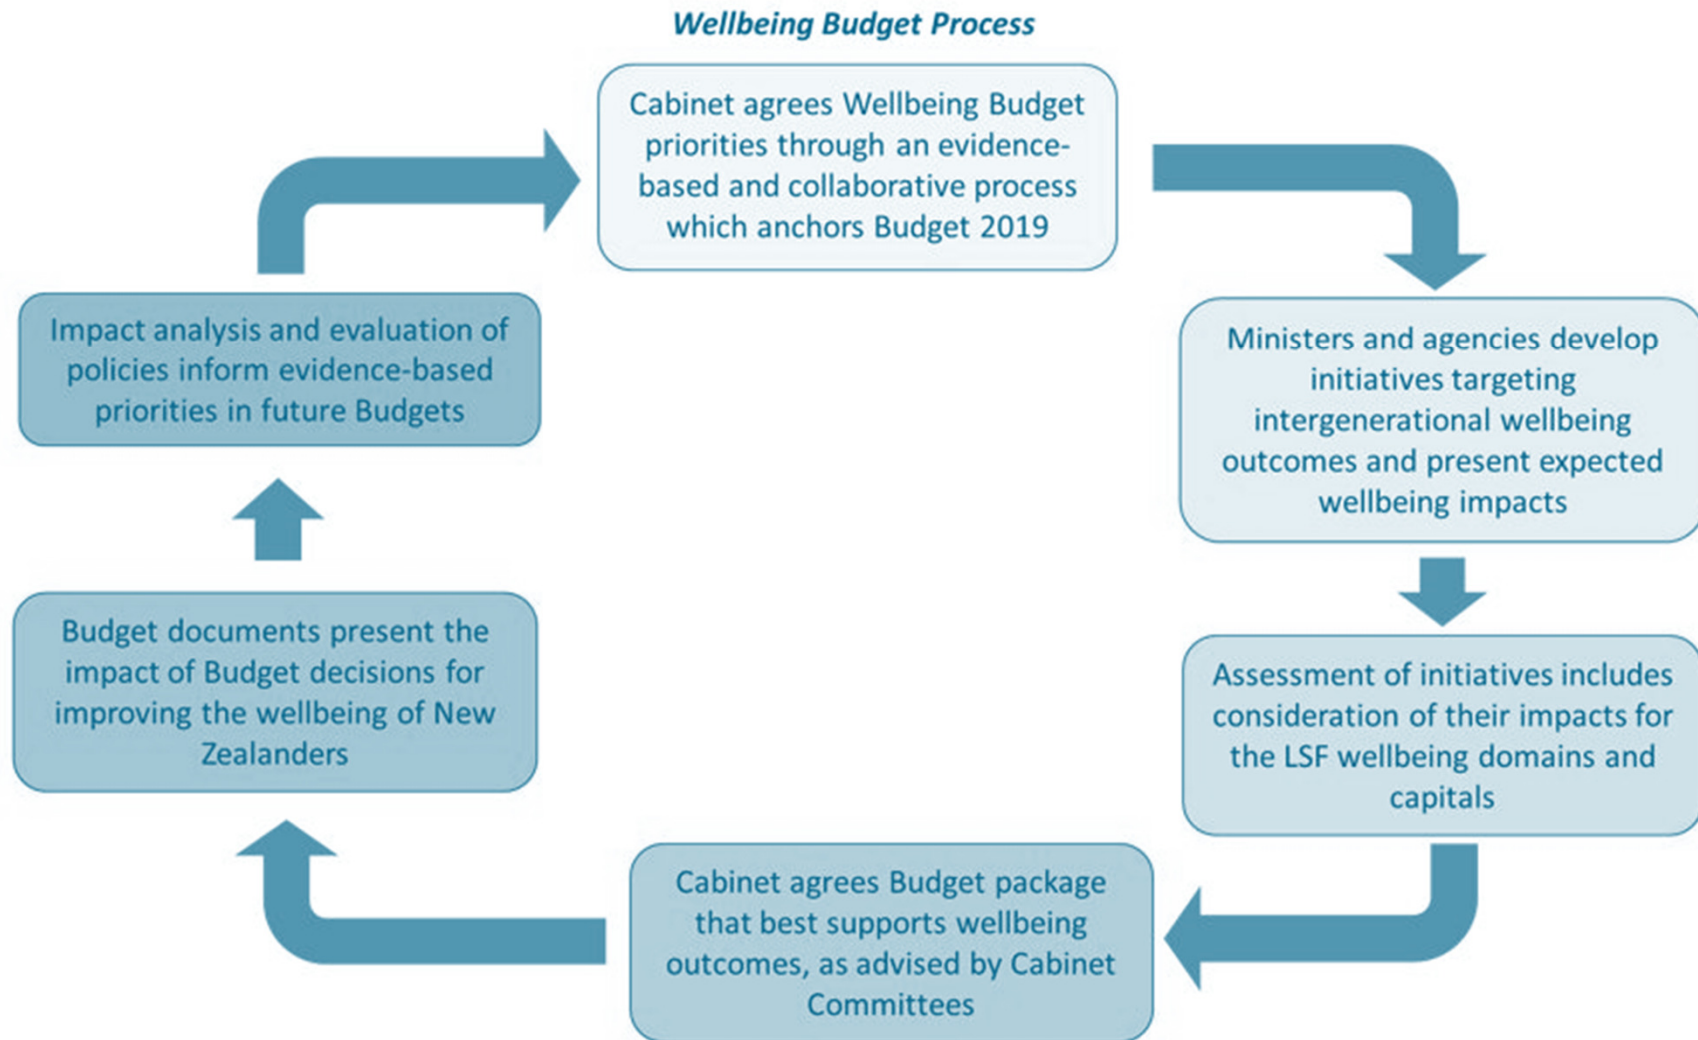 Wellbeing Budget Process
Cabinet agrees Wellbeing Budget
priorities through an evidence-
based and collaborative process
which anchors Budget 2019
Ministers and agencies develop
initiatives targeting
intergenerational wellbeing
outcomes and present expected
wellbeing impacts
Assessment of initiatives includes
consideration of their impacts for
the LSF wellbeing domains and
capitals
Cabinet agrees Budget package
that best supports wellbeing
outcomes, as advised by Cabinet
Committees
Budget documents present the
impact of Budget decisions for
improving the wellbeing of New
Zealanders
Impact analysis and evaluation of
policies inform evidence-based
priorities in future Budgets